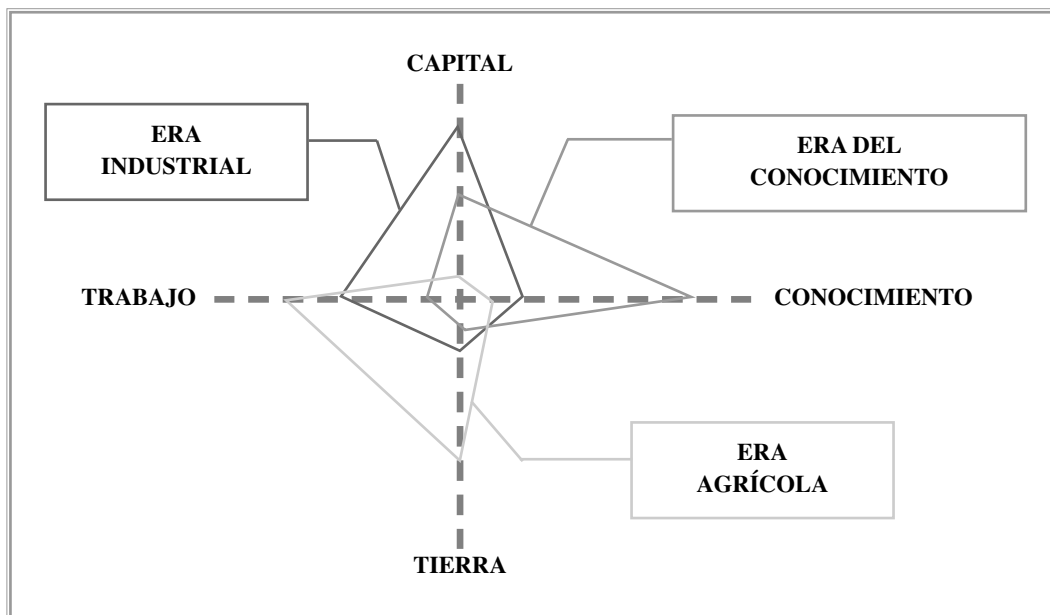 CAPITAL
ERA
INDUSTRIAL
ERA DEL
CONOCIMIENTO
TRABAJO
CONOCIMIENTO
ERA
AGRÍCOLA
TIERRA